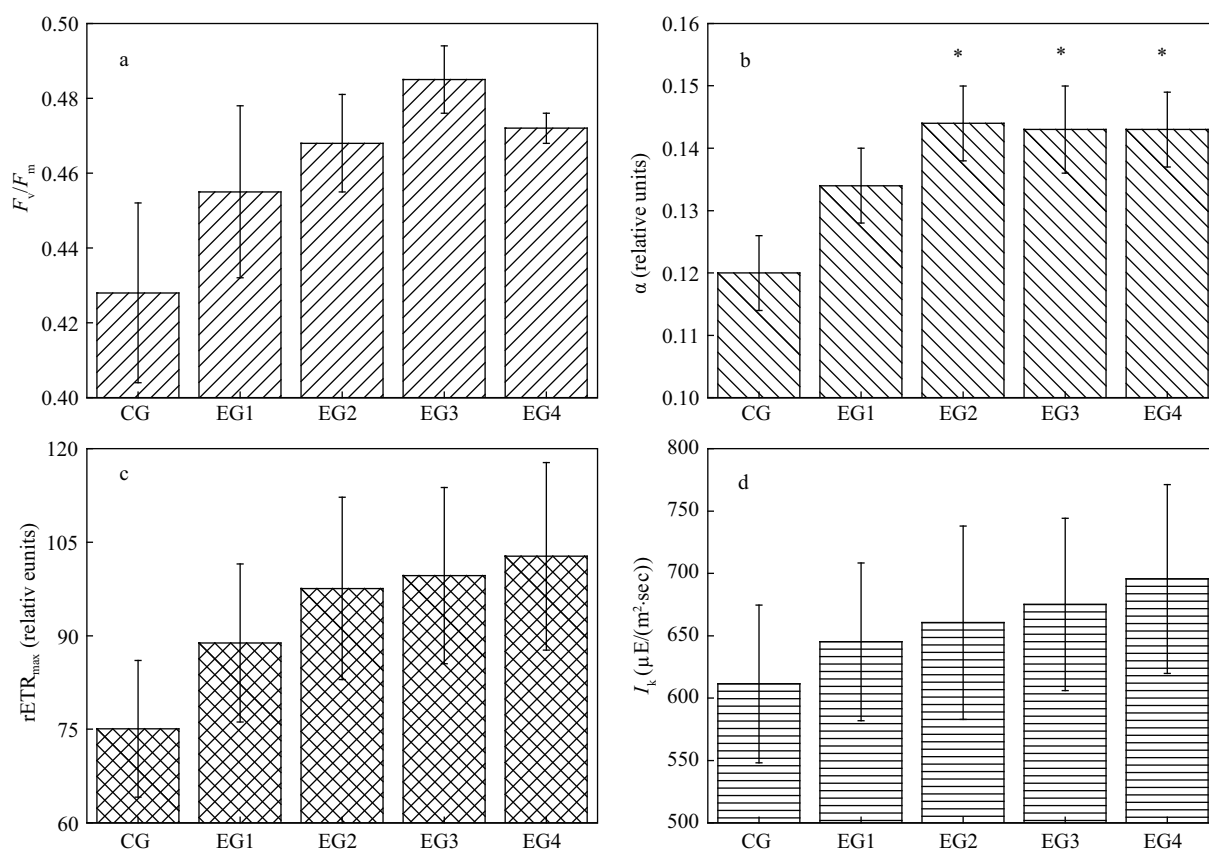 0.50
0.48
0.46
0.44
0.42
0.40
Fv/Fm
a
CG EG1 EG2 EG3 EG4
0.16
0.15
0.14
0.13
0.12
0.11
0.10
α (relative units)
b
* * *
CG EG1 EG2 EG3 EG4
120
105
90
75
60
rETRmax (relativ eunits)
c
CG EG1 EG2 EG3 EG4
800
750
700
650
600
550
500
Ik (µE/(m²·sec))
d
CG EG1 EG2 EG3 EG4